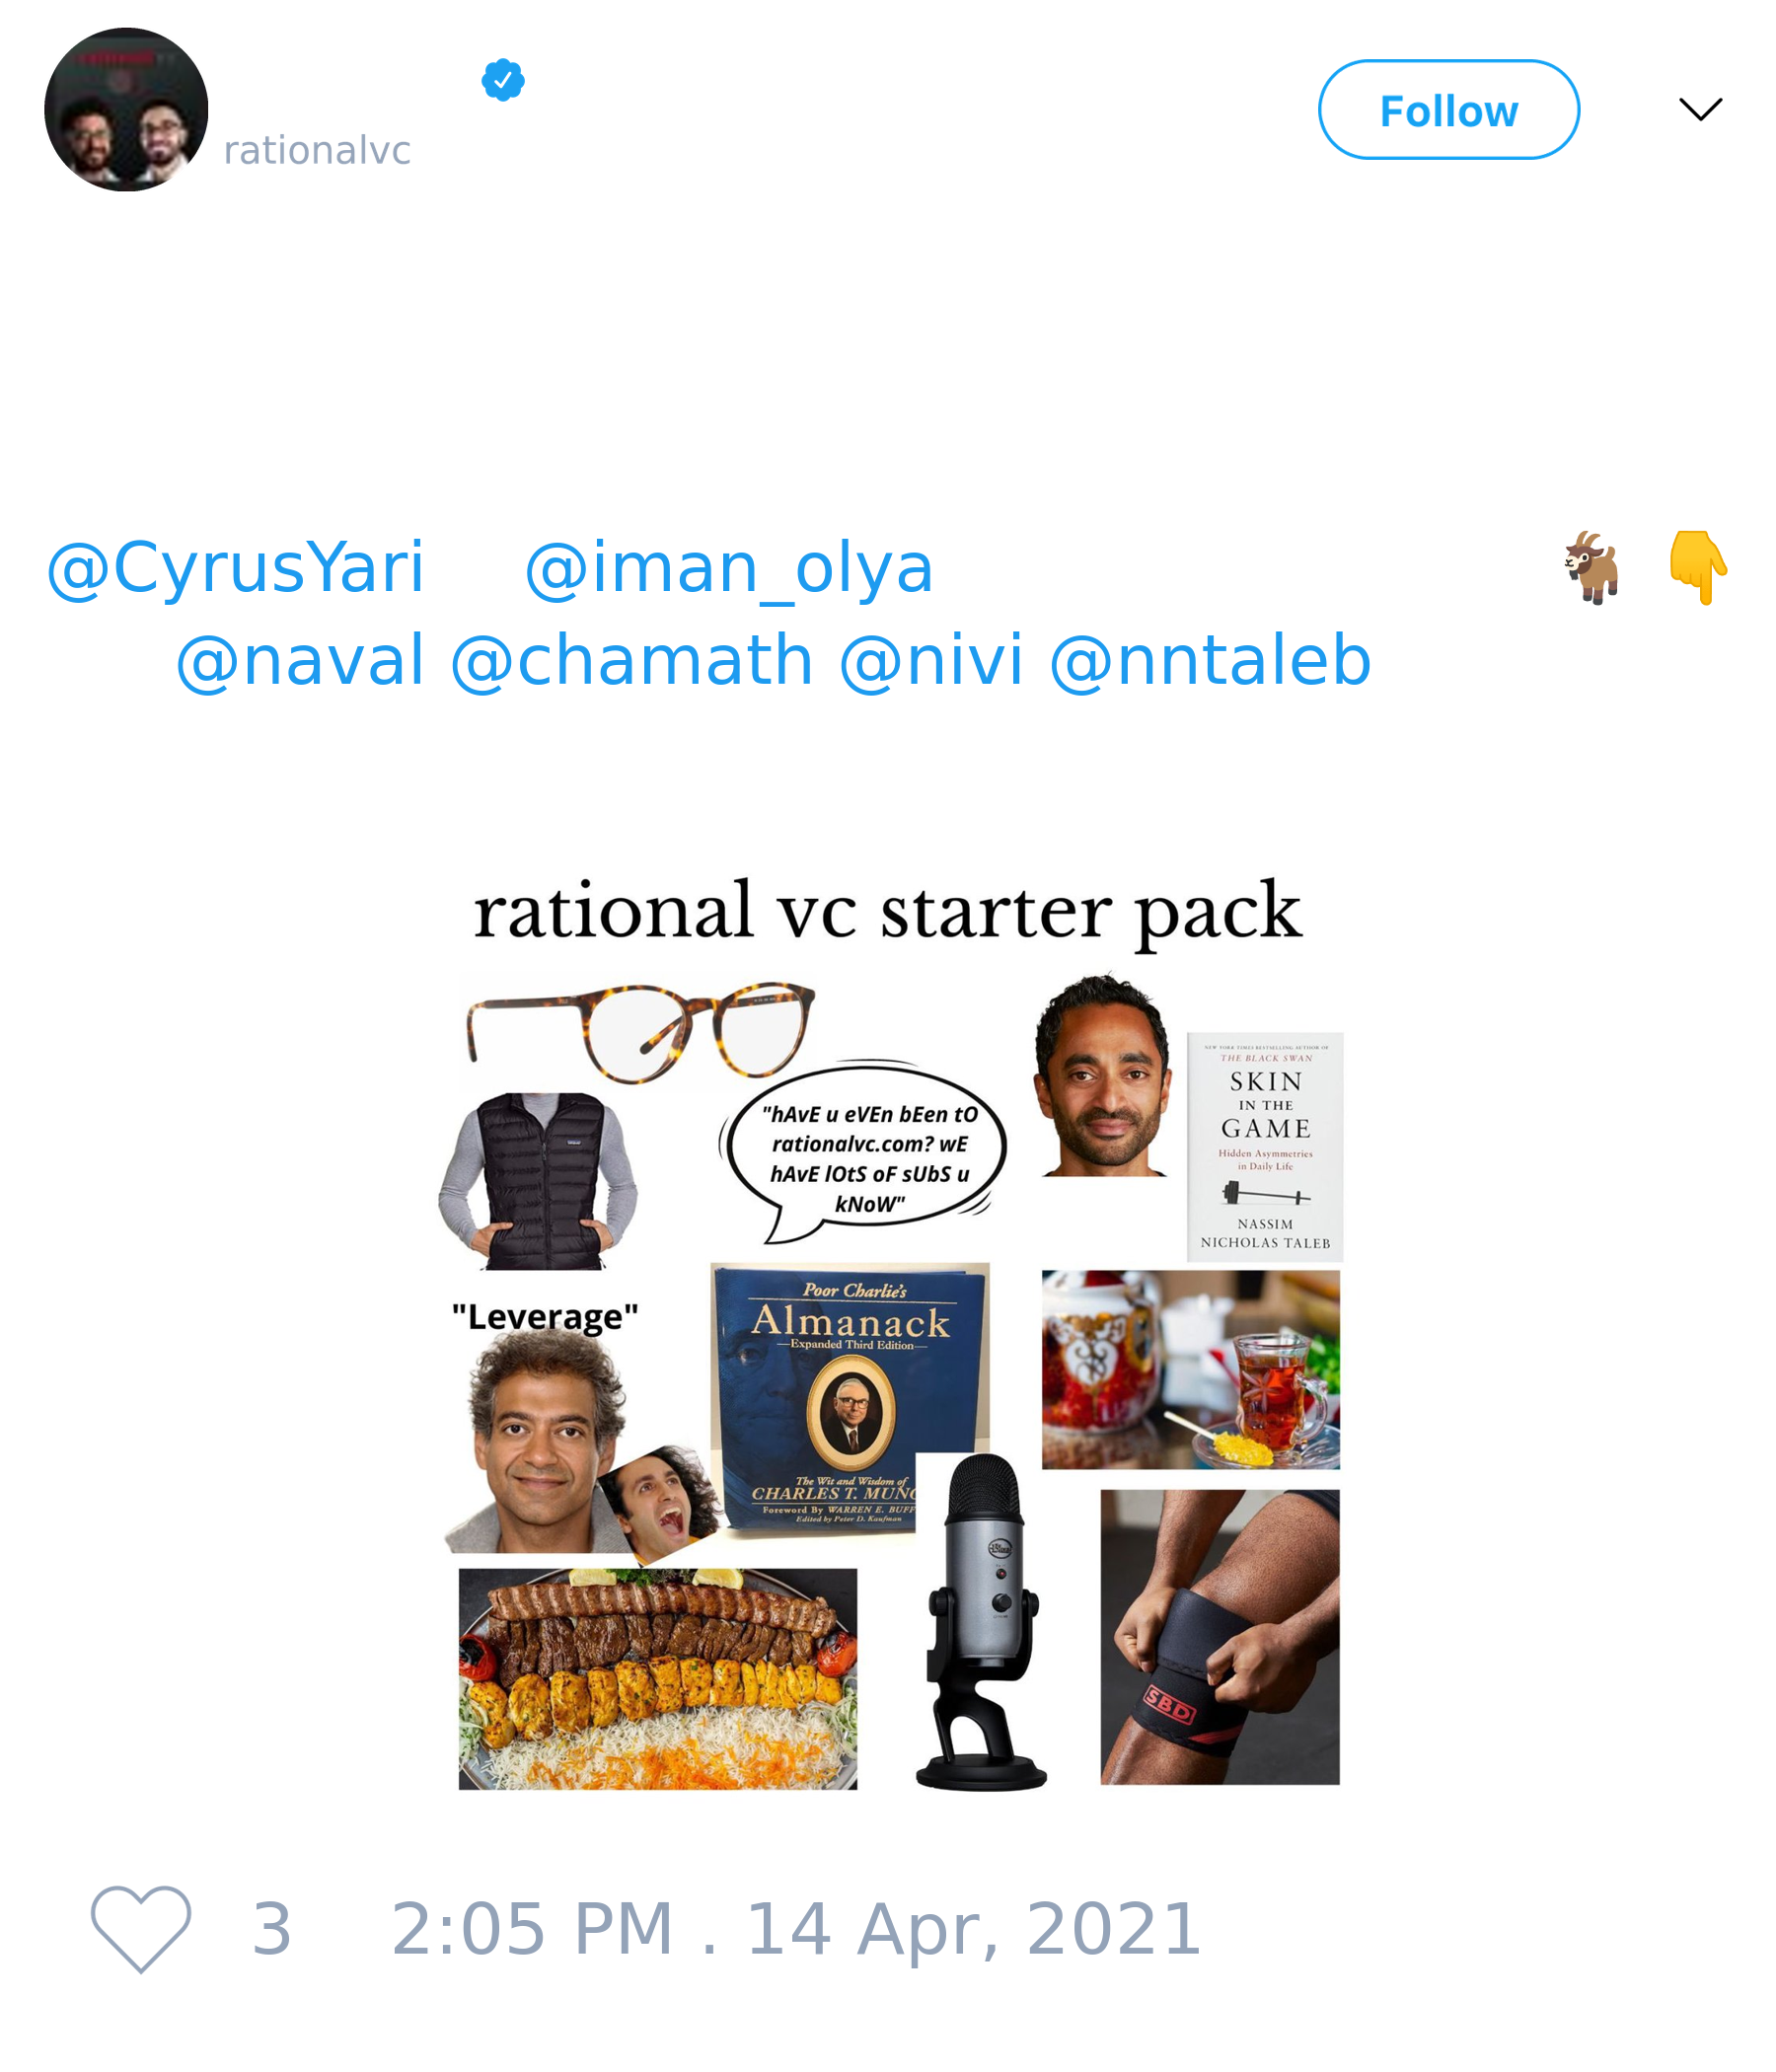 rationalvc
Follow
@CyrusYari @iman_olya 🐐 👇
@naval @chamath @nivi @nntaleb
rational vc starter pack
"hAvE u eVEn bEen tO
rationalvc.com? wE
hAvE lOtS oF sUbS u
kNoW"
NEW YORK TIMES BESTSELLING AUTHOR OF
THE BLACK SWAN
SKIN
IN THE
GAME
Hidden Asymmetries
in Daily Life
NASSIM
NICHOLAS TALEB
"Leverage"
Poor Charlie's
Almanack
—Expanded Third Edition—
The Wit and Wisdom of
CHARLES T. MUN
Foreword By WARREN E. BUFF
Edited by Peter D. Kaufman
Blue
SBD
3 2:05 PM . 14 Apr, 2021